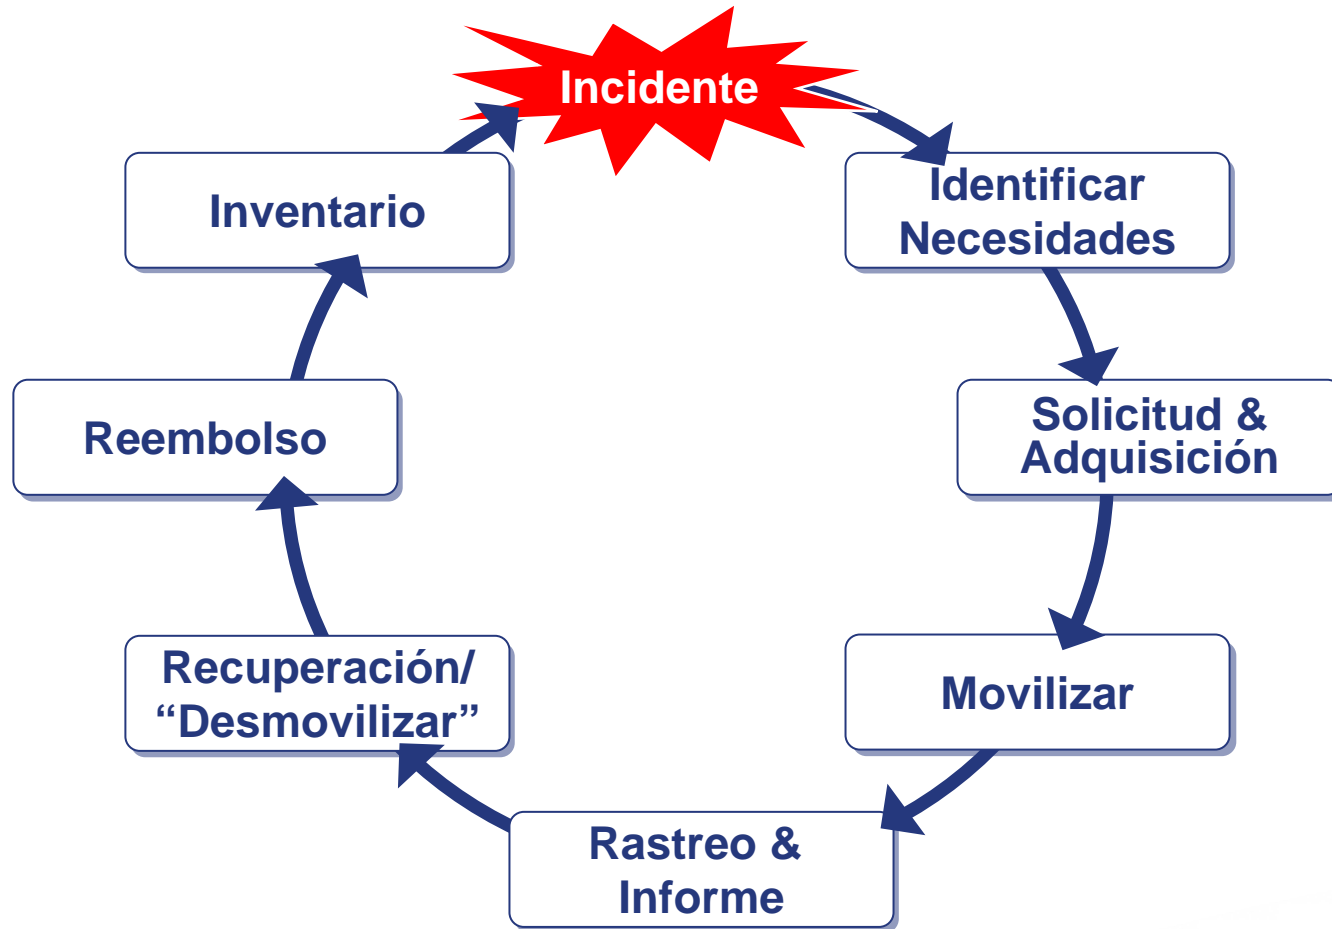 Incidente
Identificar
Necesidades
Solicitud &
Adquisición
Movilizar
Rastreo &
Informe
Recuperación/
“Desmovilizar”
Reembolso
Inventario